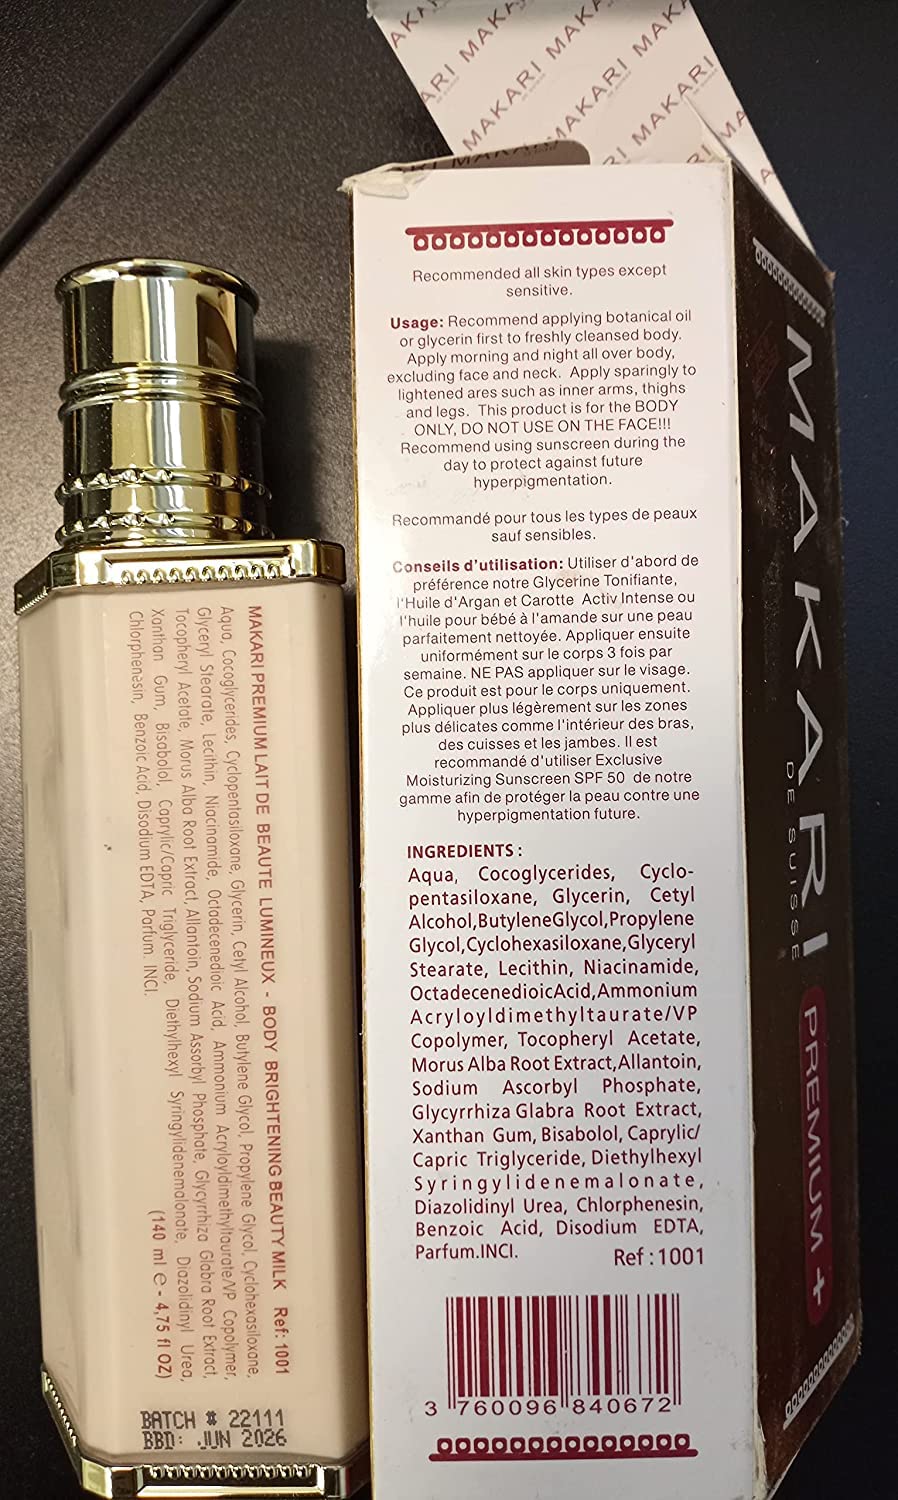 MAKARI MAKARI
MAKARI MAKARI
MAKARI MAKARI
Recommended all skin types except
sensitive.
Usage: Recommend applying botanical oil
or glycerin first to freshly cleansed body.
Apply morning and night all over body,
excluding face and neck. Apply sparingly to
lightened ares such as inner arms, thighs
and legs. This product is for the BODY
ONLY, DO NOT USE ON THE FACE!!!
Recommend using sunscreen during the
day to protect against future
hyperpigmentation.
Recommandé pour tous les types de peaux
sauf sensibles.
Conseils d'utilisation: Utiliser d'abord de
préférence notre Glycerine Tonifiante,
l'Huile d'Argan et Carotte Activ Intense ou
l'huile pour bébé à l'amande sur une peau
parfaitement nettoyée. Appliquer ensuite
uniformément sur le corps 3 fois par
semaine. NE PAS appliquer sur le visage.
Ce produit est pour le corps uniquement.
Appliquer plus légèrement sur les zones
plus délicates comme l'intérieur des bras,
des cuisses et les jambes. Il est
recommandé d'utiliser Exclusive
Moisturizing Sunscreen SPF 50 de notre
gamme afin de protéger la peau contre une
hyperpigmentation future.
INGREDIENTS :
Aqua, Cocoglycerides, Cyclo-
pentasiloxane, Glycerin, Cetyl
Alcohol,ButyleneGlycol,Propylene
Glycol,Cyclohexasiloxane,Glyceryl
Stearate, Lecithin, Niacinamide,
OctadecenedioicAcid,Ammonium
Acryloyldimethyltaurate/VP
Copolymer, Tocopheryl Acetate,
Morus Alba Root Extract,Allantoin,
Sodium Ascorbyl Phosphate,
Glycyrrhiza Glabra Root Extract,
Xanthan Gum, Bisabolol, Caprylic/
Capric Triglyceride, Diethylhexyl
Syringylidenemalonate,
Diazolidinyl Urea, Chlorphenesin,
Benzoic Acid, Disodium EDTA,
Parfum.INCI.
Ref : 1001
3 760096 840672
MAKARI
DE SUISSE
PREMIUM +
MAKARI PREMIUM LAIT DE BEAUTE LUMINEUX - BODY BRIGHTENING BEAUTY MILK Ref: 1001
Aqua, Cocoglycerides, Cyclopentasiloxane, Glycerin, Cetyl Alcohol, Butylene Glycol, Propylene Glycol, Cyclohexasiloxane,
Glyceryl Stearate, Lecithin, Niacinamide, Octadecenedioic Acid, Ammonium Acryloyldimethyltaurate/VP Copolymer,
Tocopheryl Acetate, Morus Alba Root Extract, Allantoin, Sodium Assorbyl Phosphate, Glycyrrhiza Glabra Root Extract,
Xanthan Gum, Bisabolol, Caprylic/Capric Triglyceride, Diethylhexyl Syringylidenemalonate, Diazolidinyl Urea,
Chlorphenesin, Benzoic Acid, Disodium EDTA, Parfum. INCI.
(140 ml e - 4,75 fl OZ)
BATCH # 22111
BBD: JUN 2026